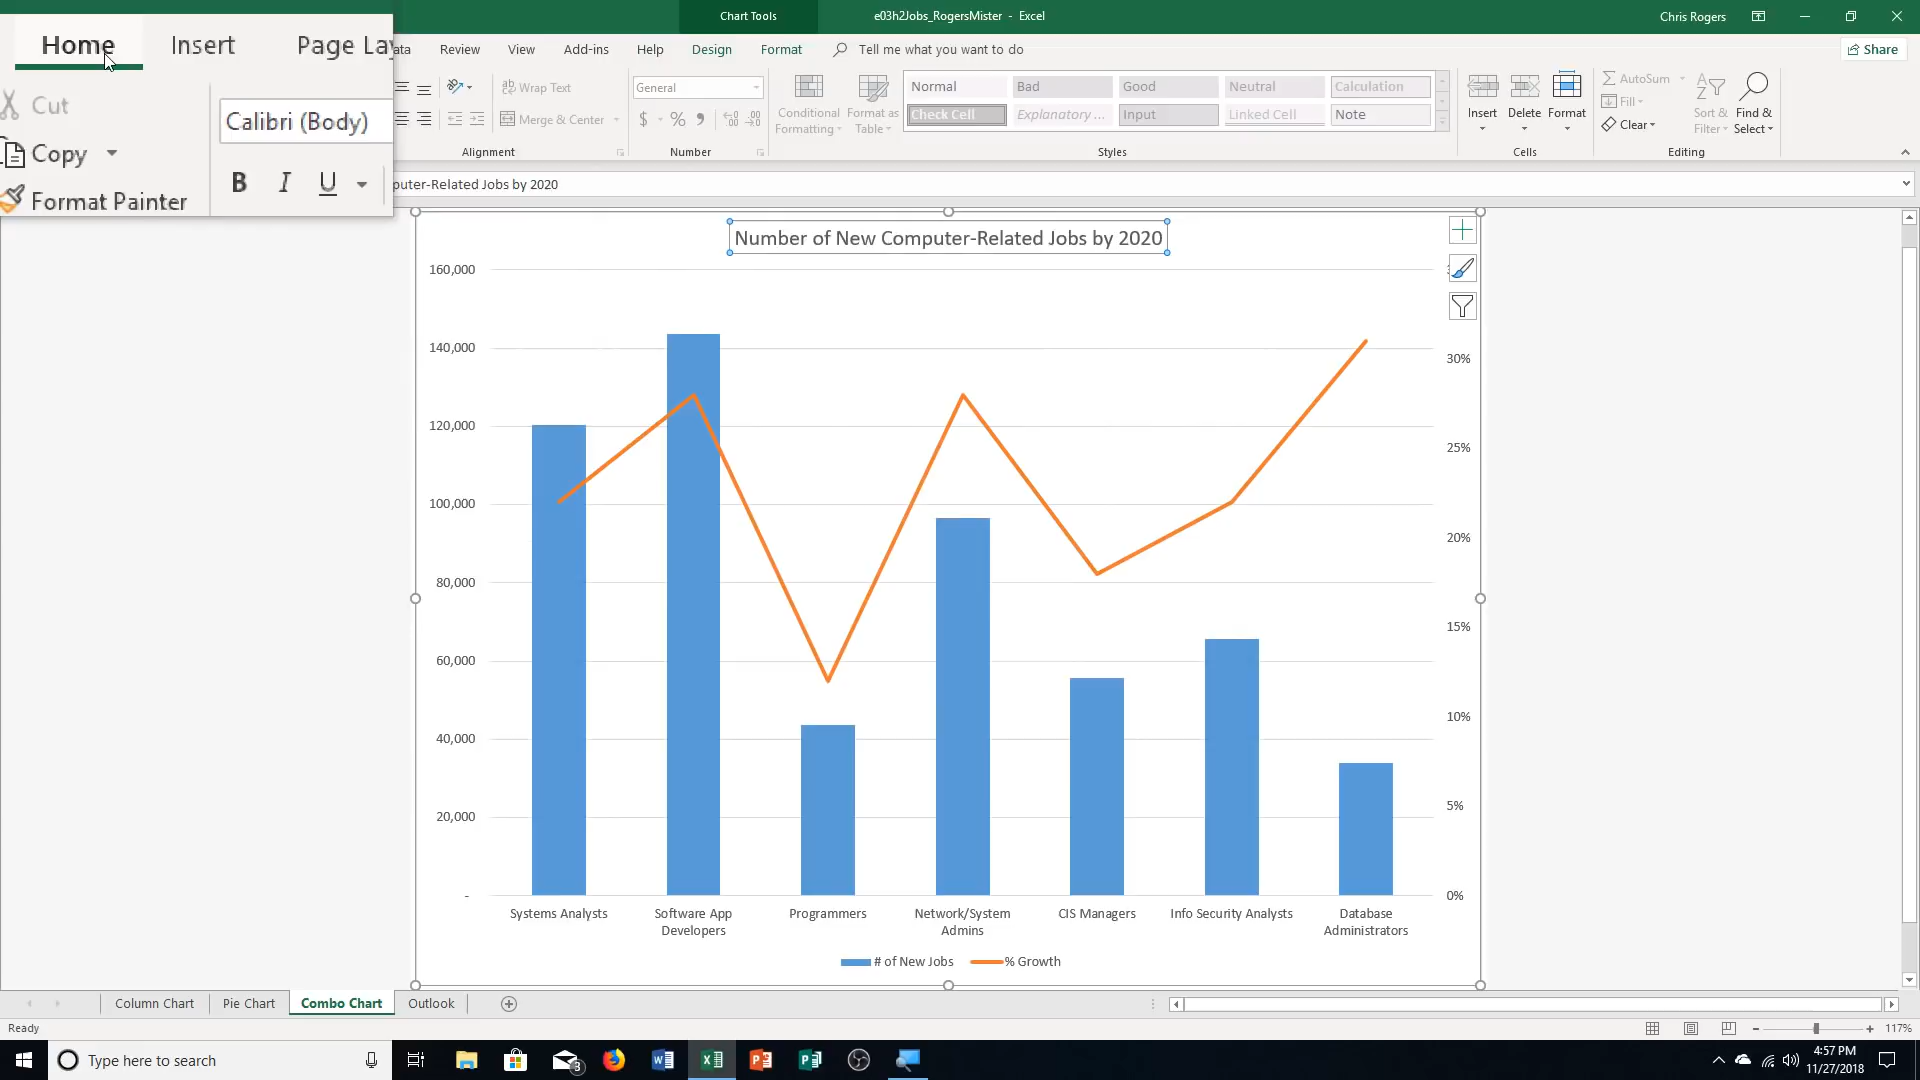 Chart Tools
e03h2Jobs_RogersMister - Excel
Chris Rogers
Home Insert Page Lay
ata Review View Add-ins Help Design Format Tell me what you want to do
Share
Cut
Copy
Format Painter
Calibri (Body)
B I U
Wrap Text
Merge & Center
Alignment
General
$ % ,
Number
Conditional Formatting
Format as Table
Normal Bad Good Neutral Calculation
Check Cell Explanatory ... Input Linked Cell Note
Styles
Insert Delete Format
Cells
AutoSum
Fill
Clear
Sort & Filter
Find & Select
Editing
puter-Related Jobs by 2020
Number of New Computer-Related Jobs by 2020
160,000
140,000
120,000
100,000
80,000
60,000
40,000
20,000
-
30%
25%
20%
15%
10%
5%
0%
Systems Analysts
Software App Developers
Programmers
Network/System Admins
CIS Managers
Info Security Analysts
Database Administrators
# of New Jobs % Growth
Column Chart Pie Chart Combo Chart Outlook
Ready
117%
Type here to search
3
4:57 PM
11/27/2018